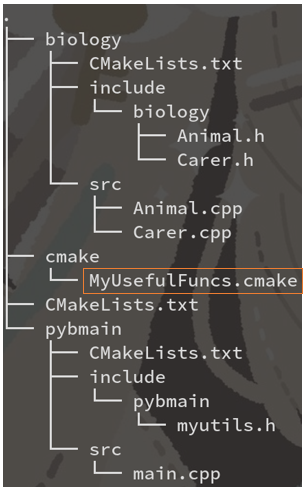 .
biology
CMakeLists.txt
include
biology
Animal.h
Carer.h
src
Animal.cpp
Carer.cpp
cmake
MyUsefulFuncs.cmake
CMakeLists.txt
pybmain
CMakeLists.txt
include
pybmain
myutils.h
src
main.cpp